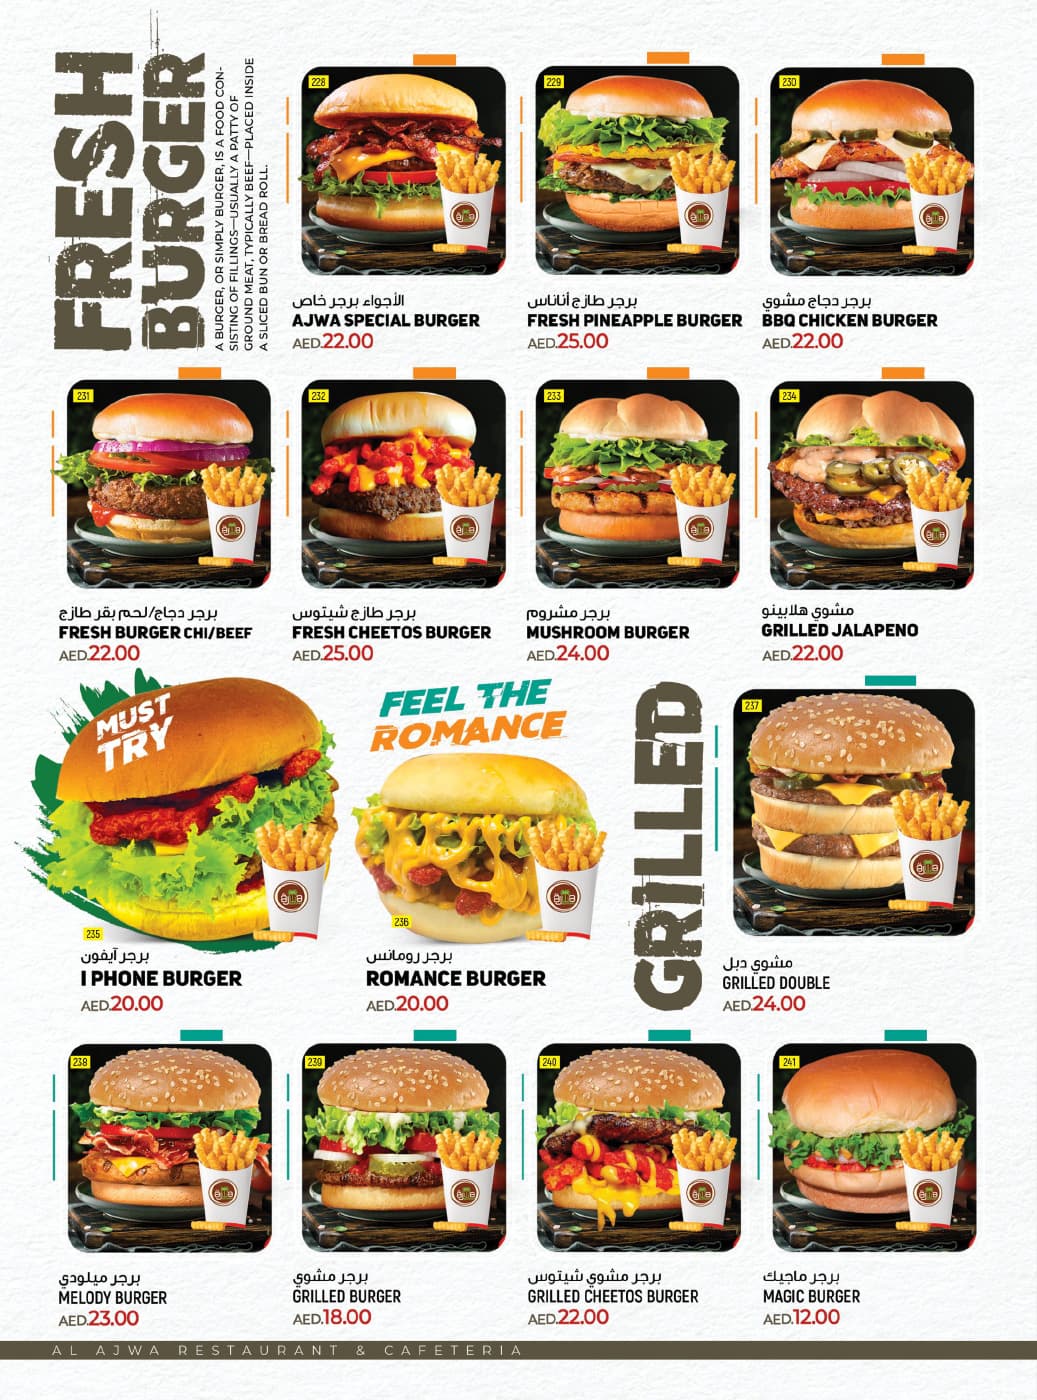 FRESH
BURGER
A BURGER, OR SIMPLY BURGER, IS A FOOD CON-
SISTING OF FILLINGS—USUALLY A PATTY OF
GROUND MEAT, TYPICALLY BEEF—PLACED INSIDE
A SLICED BUN OR BREAD ROLL.
228
الأجواء برجر خاص
AJWA SPECIAL BURGER
AED.22.00
229
برجر طازج أناناس
FRESH PINEAPPLE BURGER
AED.25.00
230
برجر دجاج مشوي
BBQ CHICKEN BURGER
AED.22.00
231
برجر دجاج/لحم بقر طازج
FRESH BURGER CHI/BEEF
AED.22.00
232
برجر طازج شيتوس
FRESH CHEETOS BURGER
AED.25.00
233
برجر مشروم
MUSHROOM BURGER
AED.24.00
234
مشوي هلابينو
GRILLED JALAPENO
AED.22.00
MUST
TRY
235
برجر آيفون
I PHONE BURGER
AED.20.00
FEEL THE
ROMANCE
236
برجر رومانس
ROMANCE BURGER
AED.20.00
GRILLED
237
مشوي دبل
GRILLED DOUBLE
AED.24.00
238
برجر ميلودي
MELODY BURGER
AED.23.00
239
برجر مشوي
GRILLED BURGER
AED.18.00
240
برجر مشوي شيتوس
GRILLED CHEETOS BURGER
AED.22.00
241
برجر ماجيك
MAGIC BURGER
AED.12.00
AL AJWA RESTAURANT & CAFETERIA